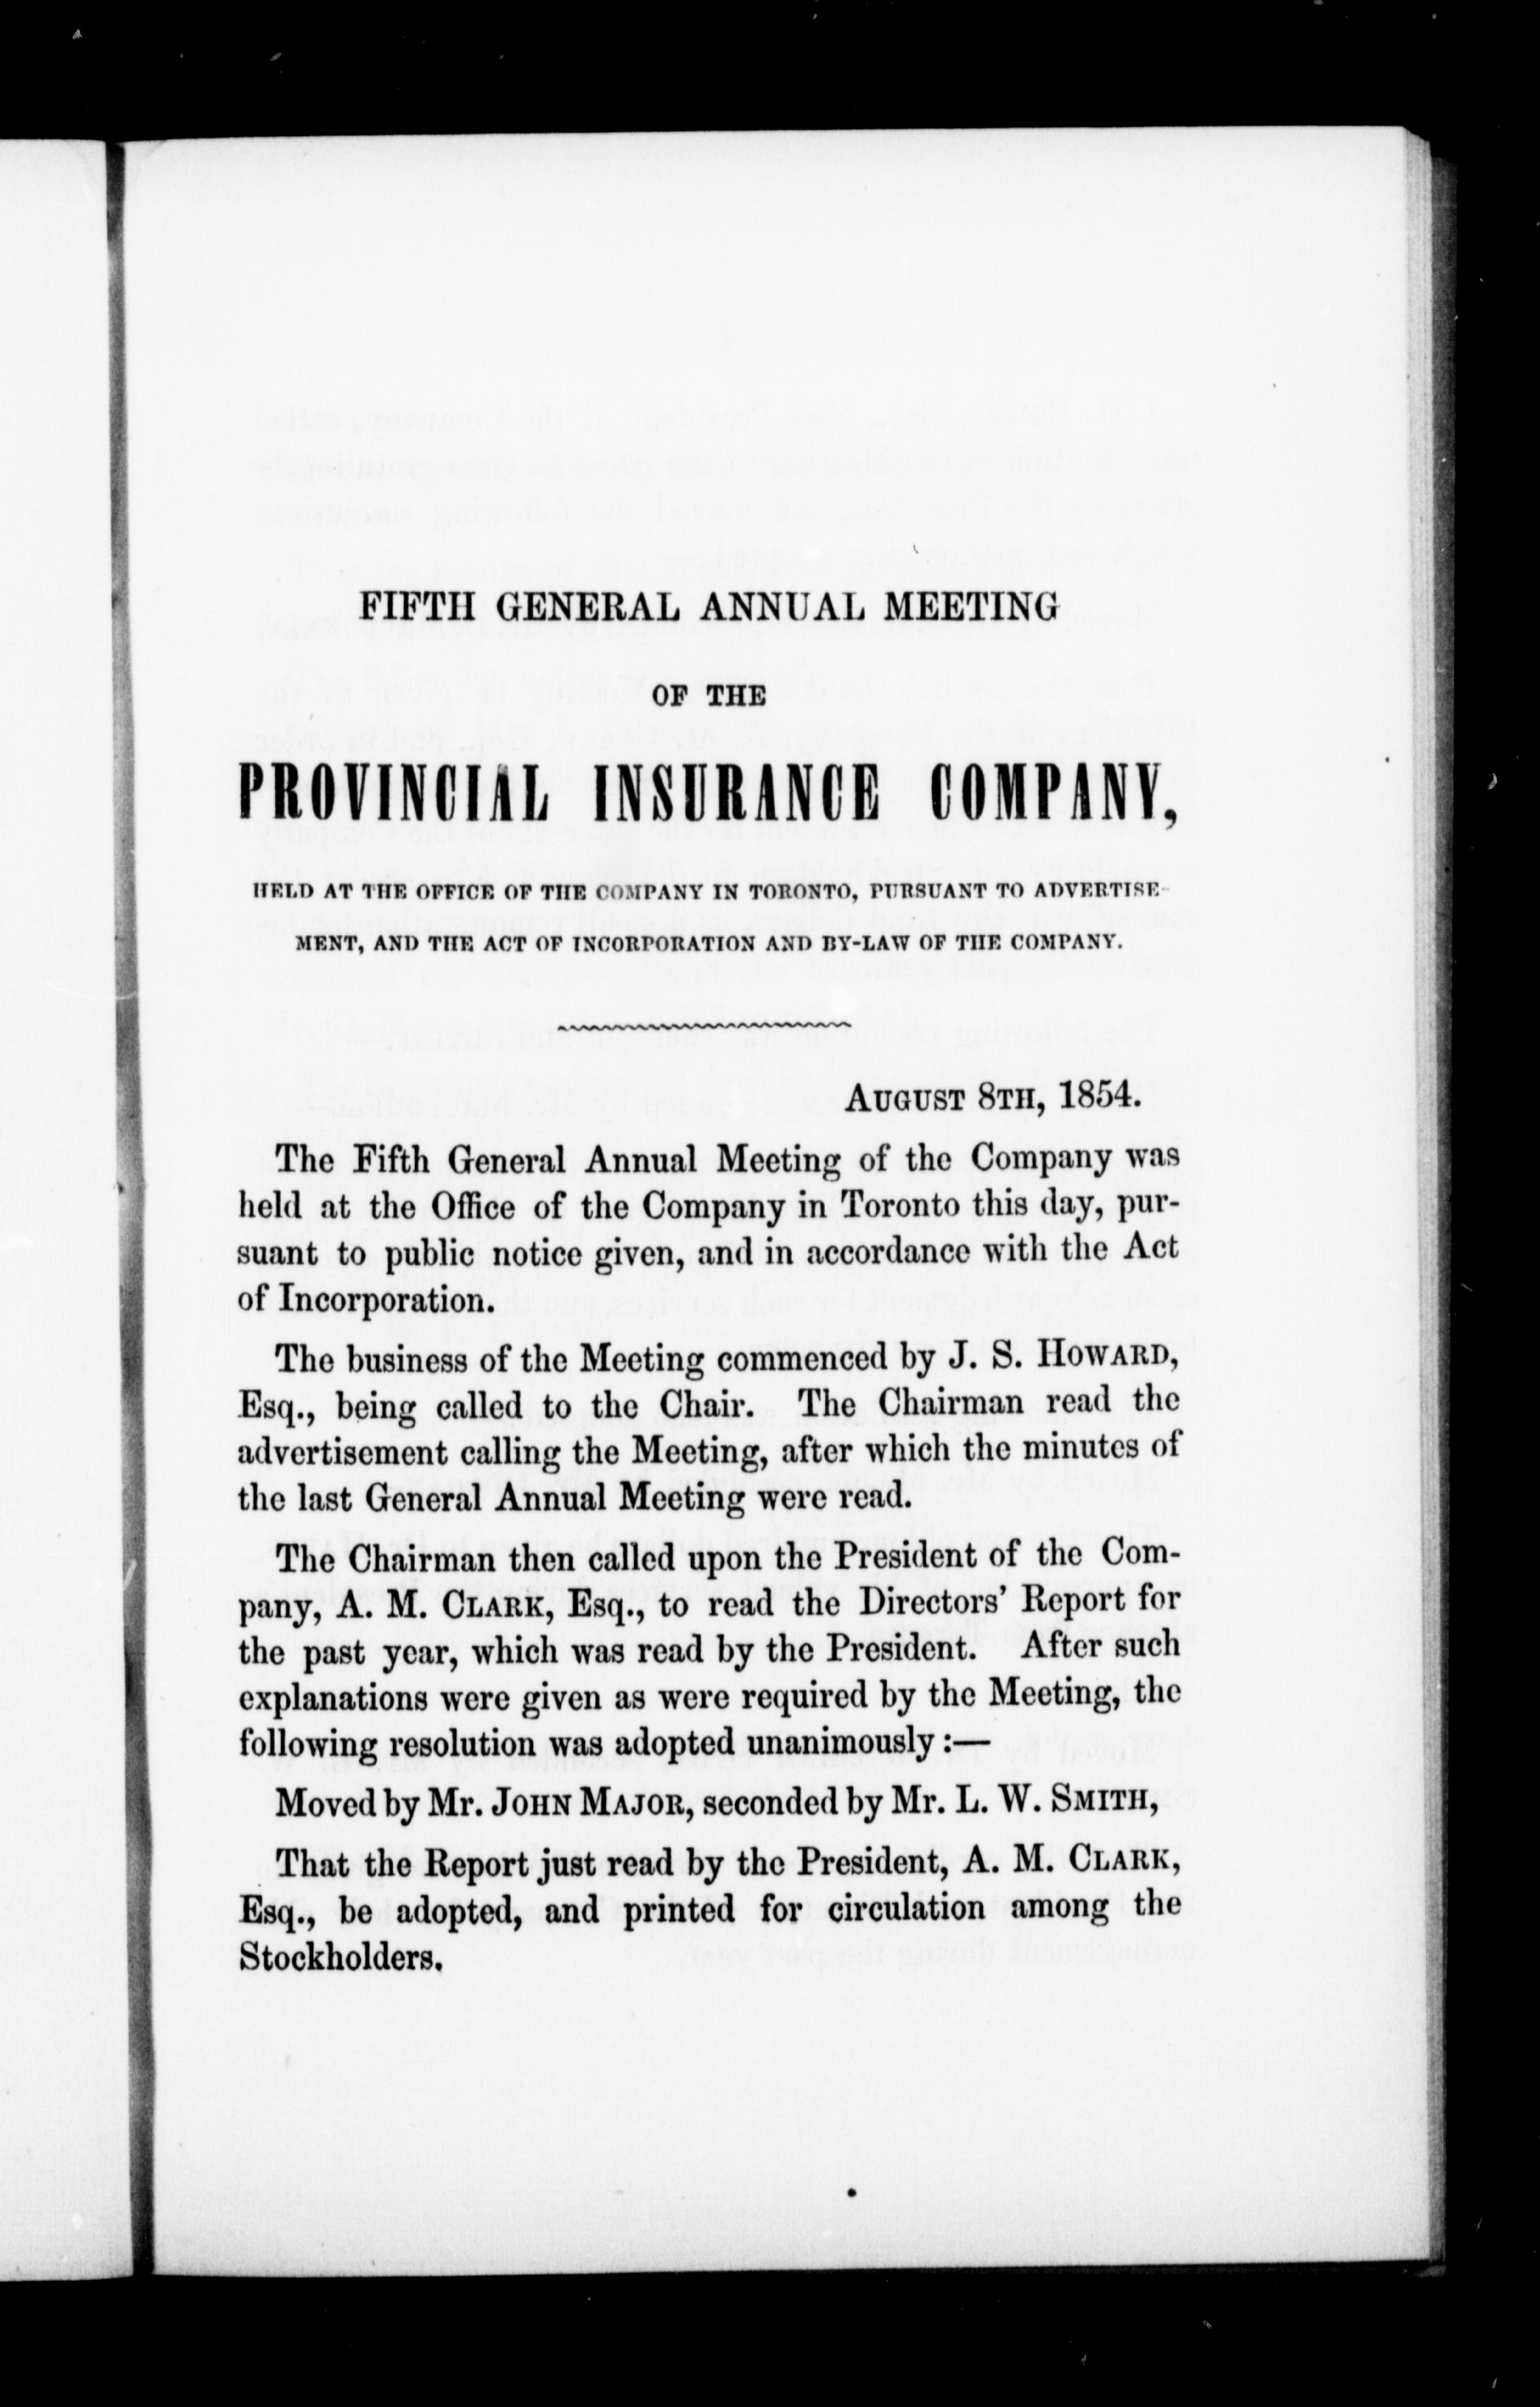 FIFTH GENERAL ANNUAL MEETING
OF THE
PROVINCIAL INSURANCE COMPANY,
HELD AT THE OFFICE OF THE COMPANY IN TORONTO, PURSUANT TO ADVERTISE-
MENT, AND THE ACT OF INCORPORATION AND BY-LAW OF THE COMPANY.
AUGUST 8TH, 1854.
The Fifth General Annual Meeting of the Company was
held at the Office of the Company in Toronto this day, pur-
suant to public notice given, and in accordance with the Act
of Incorporation.
The business of the Meeting commenced by J. S. HOWARD,
Esq., being called to the Chair. The Chairman read the
advertisement calling the Meeting, after which the minutes of
the last General Annual Meeting were read.
The Chairman then called upon the President of the Com-
pany, A. M. CLARK, Esq., to read the Directors' Report for
the past year, which was read by the President. After such
explanations were given as were required by the Meeting, the
following resolution was adopted unanimously :—
Moved by Mr. JOHN MAJOR, seconded by Mr. L. W. SMITH,
That the Report just read by the President, A. M. CLARK,
Esq., be adopted, and printed for circulation among the
Stockholders.